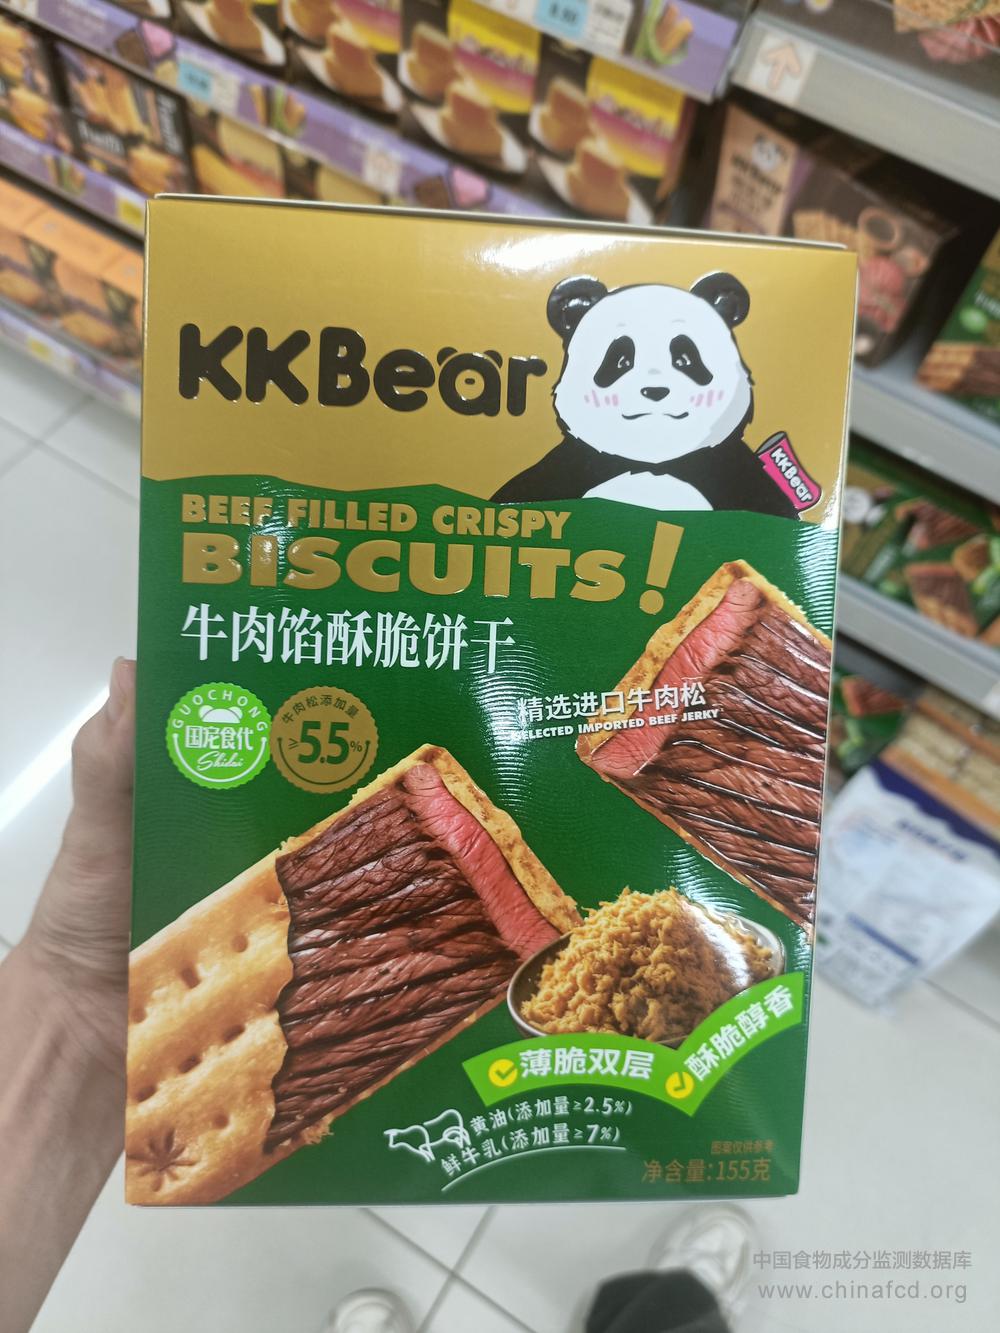 KKBear
KKBear
BEEF FILLED CRISPY
BISCUITS!
牛肉馅酥脆饼干
GUOCHONG
国宠食代
Shidai
牛肉松添加量
≥5.5%
精选进口牛肉松
SELECTED IMPORTED BEEF JERKY
薄脆双层
酥脆醇香
黄油(添加量≥2.5%)
鲜牛乳(添加量≥7%)
图案仅供参考
净含量:155克
中国食物成分监测数据库
www.chinafcd.org